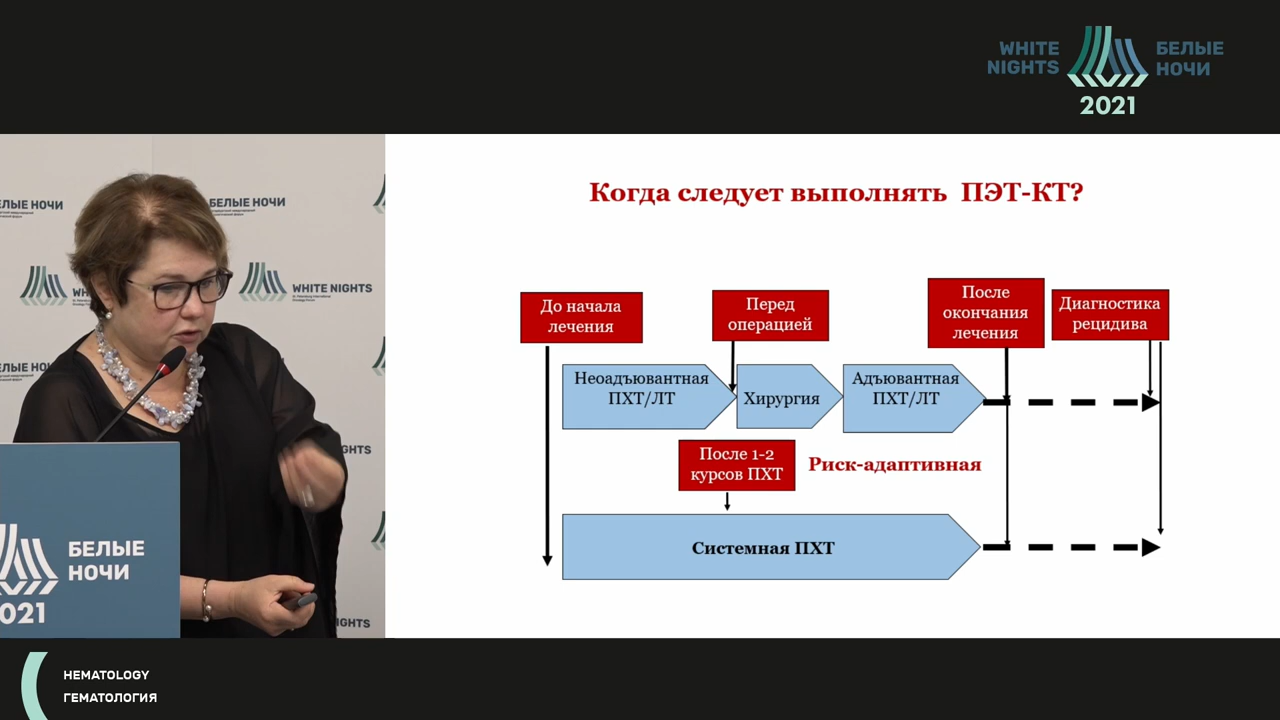 WHITE
NIGHTS
БЕЛЫЕ
НОЧИ
2021
Когда следует выполнять ПЭТ-КТ?
До начала
лечения
Перед
операцией
После
окончания
лечения
Диагностика
рецидива
Неоадъювантная
ПХТ/ЛТ
Хирургия
Адъювантная
ПХТ/ЛТ
После 1-2
курсов ПХТ
Риск-адаптивная
Системная ПХТ
БЕЛЫЕ НОЧИ
WHITE NIGHTS
NIGHTS
БЕЛЫЕ
НОЧИ
HEMATOLOGY
ГЕМАТОЛОГИЯ